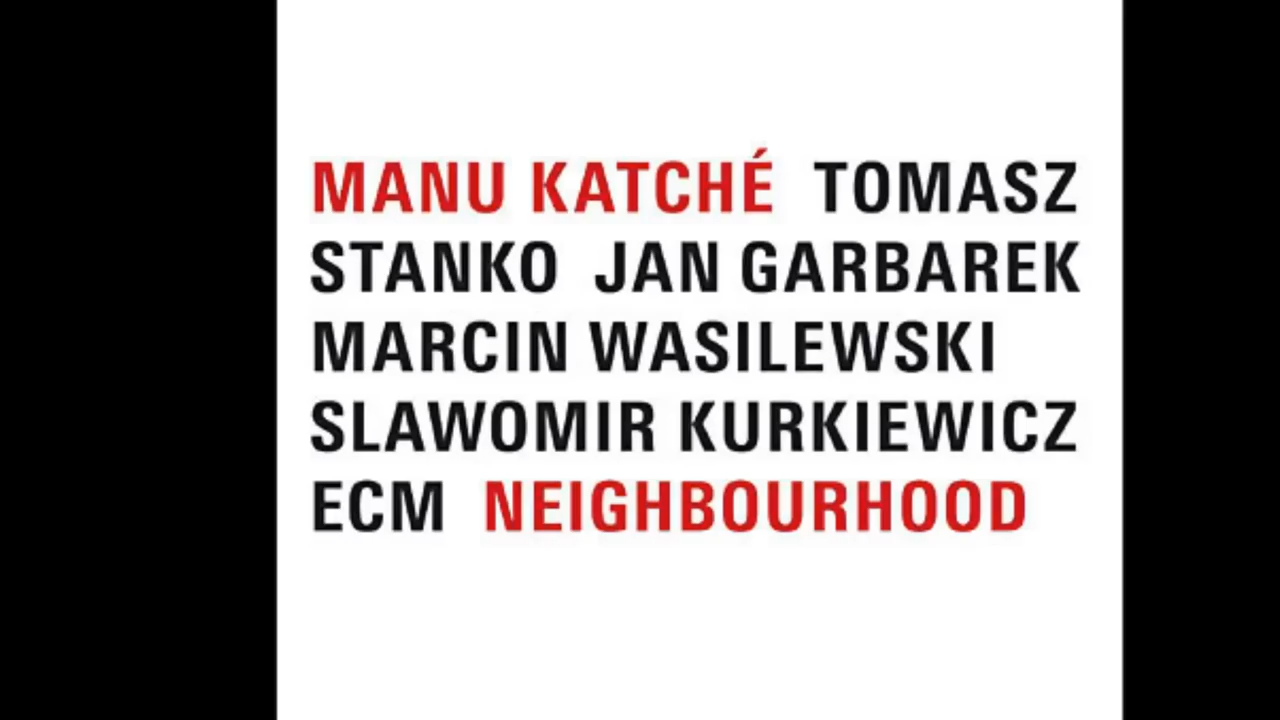 MANU KATCHÉ TOMASZ
STANKO JAN GARBAREK
MARCIN WASILEWSKI
SLAWOMIR KURKIEWICZ
ECM NEIGHBOURHOOD